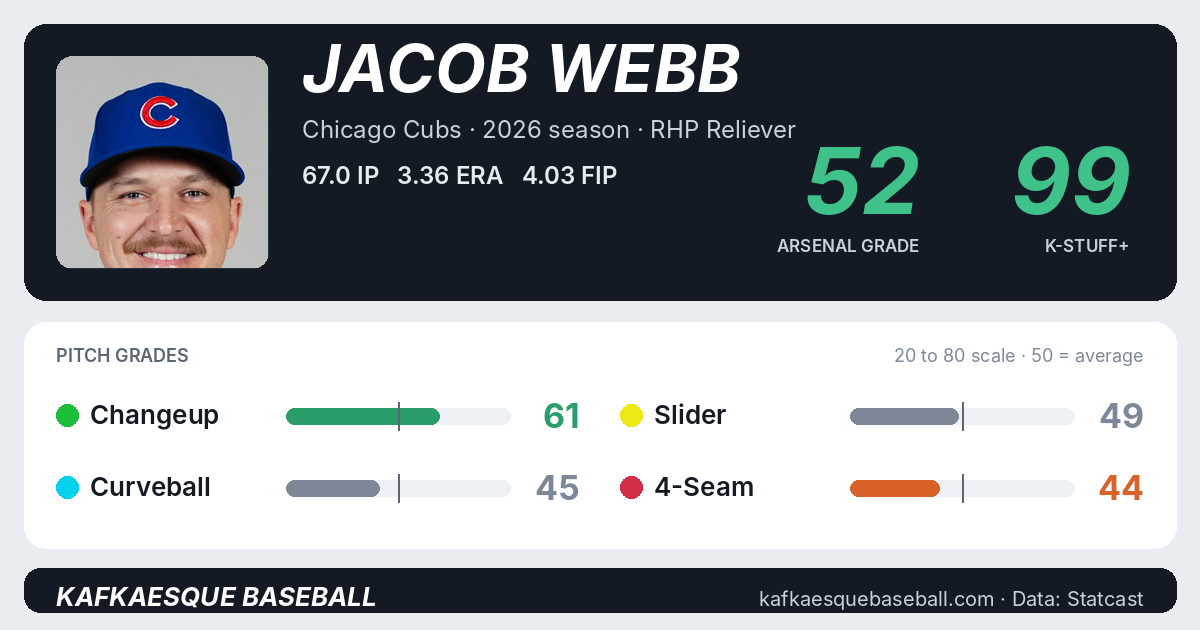 JACOB WEBB
Chicago Cubs · 2026 season · RHP Reliever
67.0 IP 3.36 ERA 4.03 FIP
52 99
ARSENAL GRADE K-STUFF+
PITCH GRADES 20 to 80 scale · 50 = average
Changeup 61 Slider 49
Curveball 45 4-Seam 44
KAFKAESQUE BASEBALL kafkaesquebaseball.com · Data: Statcast